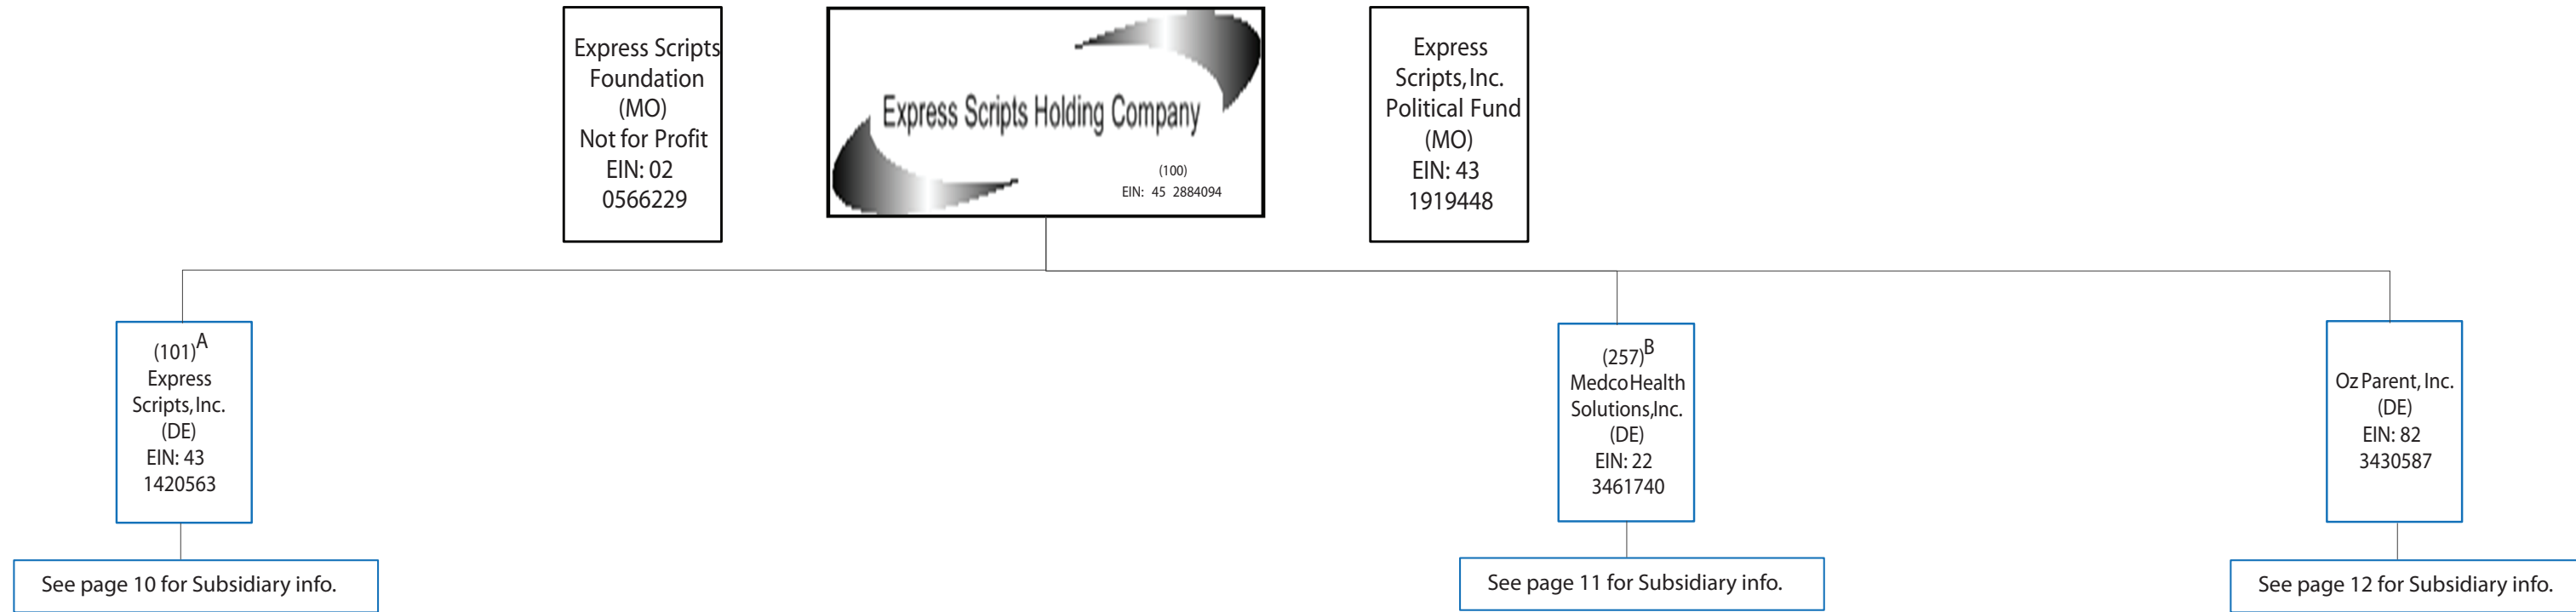 Express Scripts
Foundation
(MO)
Not for Profit
EIN: 02
0566229
Express Scripts Holding Company
(100)
EIN: 45 2884094
Express
Scripts, Inc.
Political Fund
(MO)
EIN: 43
1919448
(101)A
Express
Scripts, Inc.
(DE)
EIN: 43
1420563
See page 10 for Subsidiary info.
(257)B
Medco Health
Solutions, Inc.
(DE)
EIN: 22
3461740
See page 11 for Subsidiary info.
Oz Parent, Inc.
(DE)
EIN: 82
3430587
See page 12 for Subsidiary info.